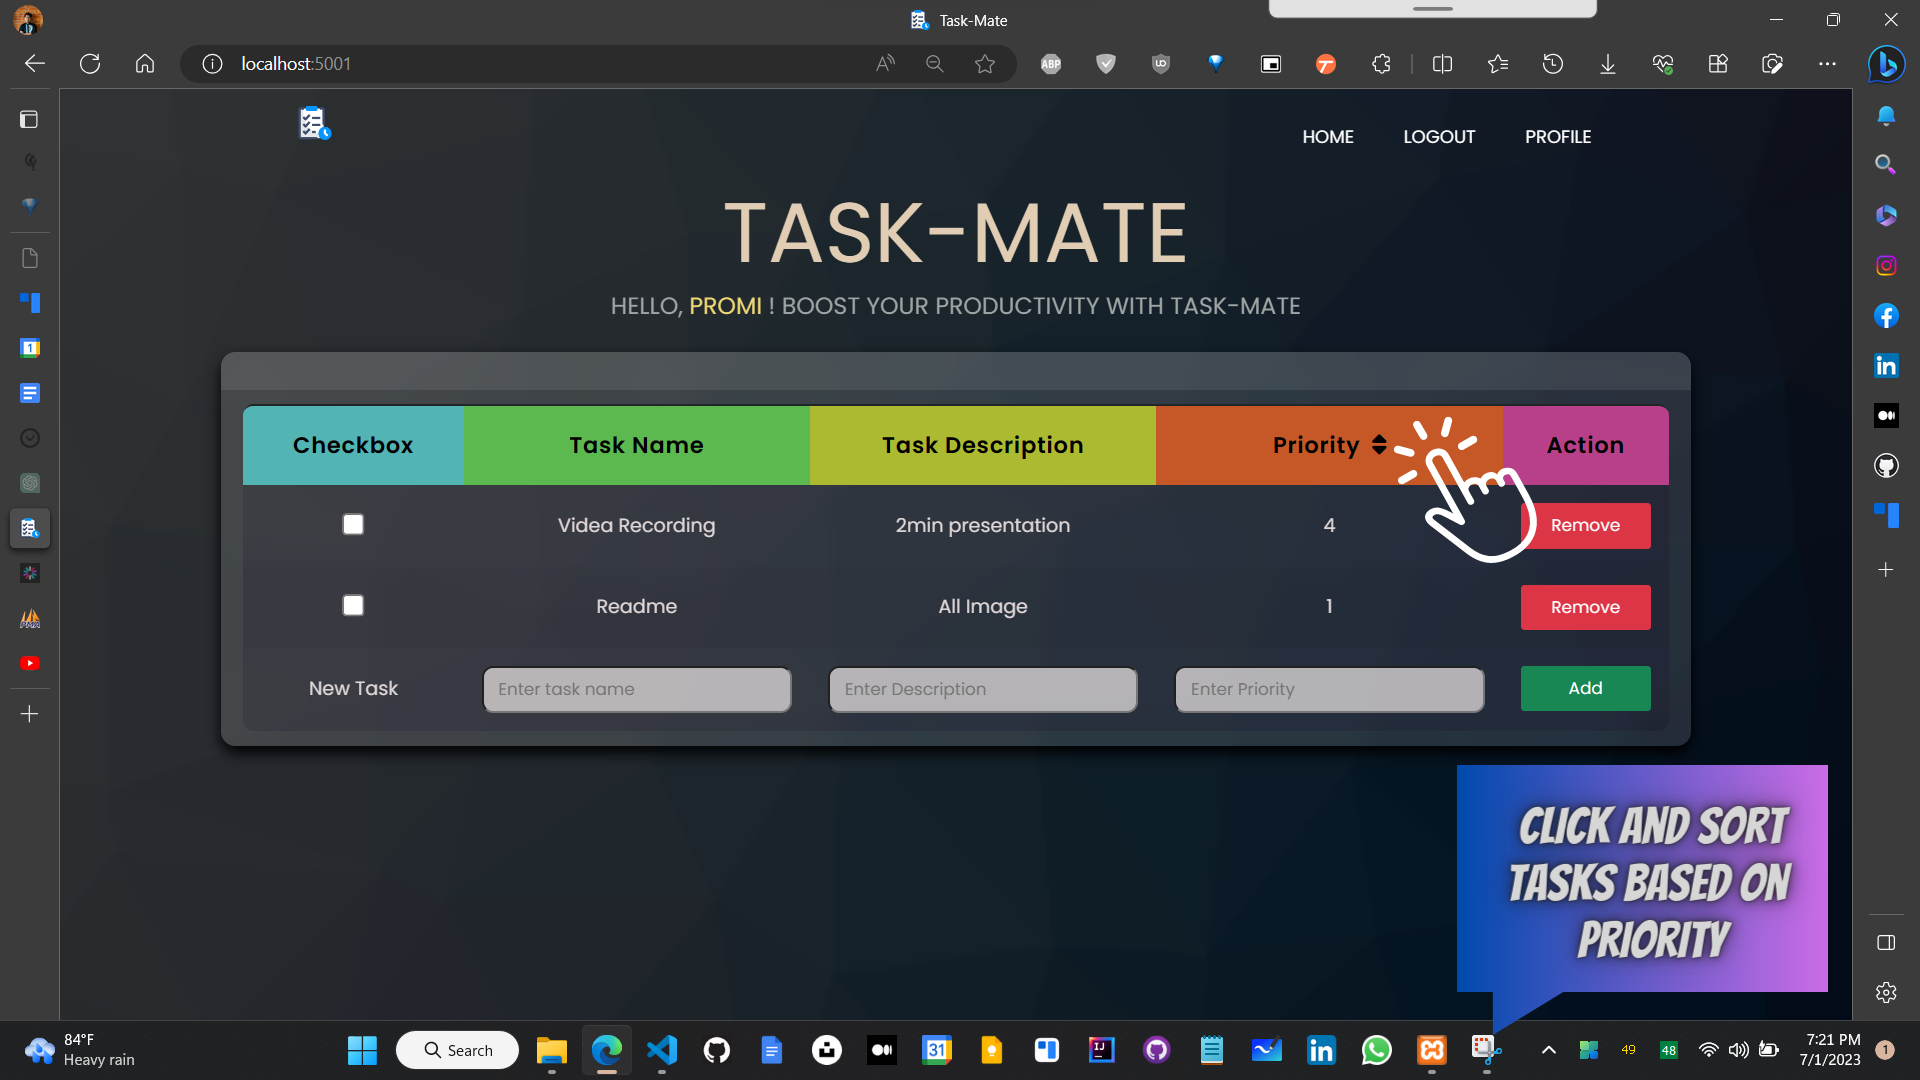 Task-Mate
localhost:5001
ABP
HOME LOGOUT PROFILE
TASK-MATE
HELLO, PROMI ! BOOST YOUR PRODUCTIVITY WITH TASK-MATE
Checkbox Task Name Task Description Priority Action
Videa Recording 2min presentation 4 Remove
Readme All Image 1 Remove
New Task Enter task name Enter Description Enter Priority Add
CLICK AND SORT
TASKS BASED ON
PRIORITY
84°F
Heavy rain
Search
31
IJ
49
48
7:21 PM
7/1/2023
1